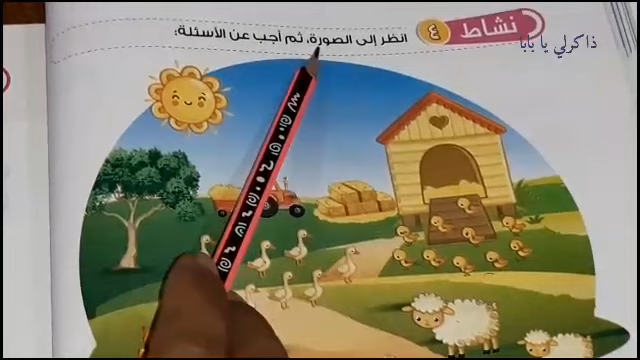 نشاط ٤ انظر إلى الصورة، ثم أجب عن الأسئلة:
ذاكرلي يا بابا